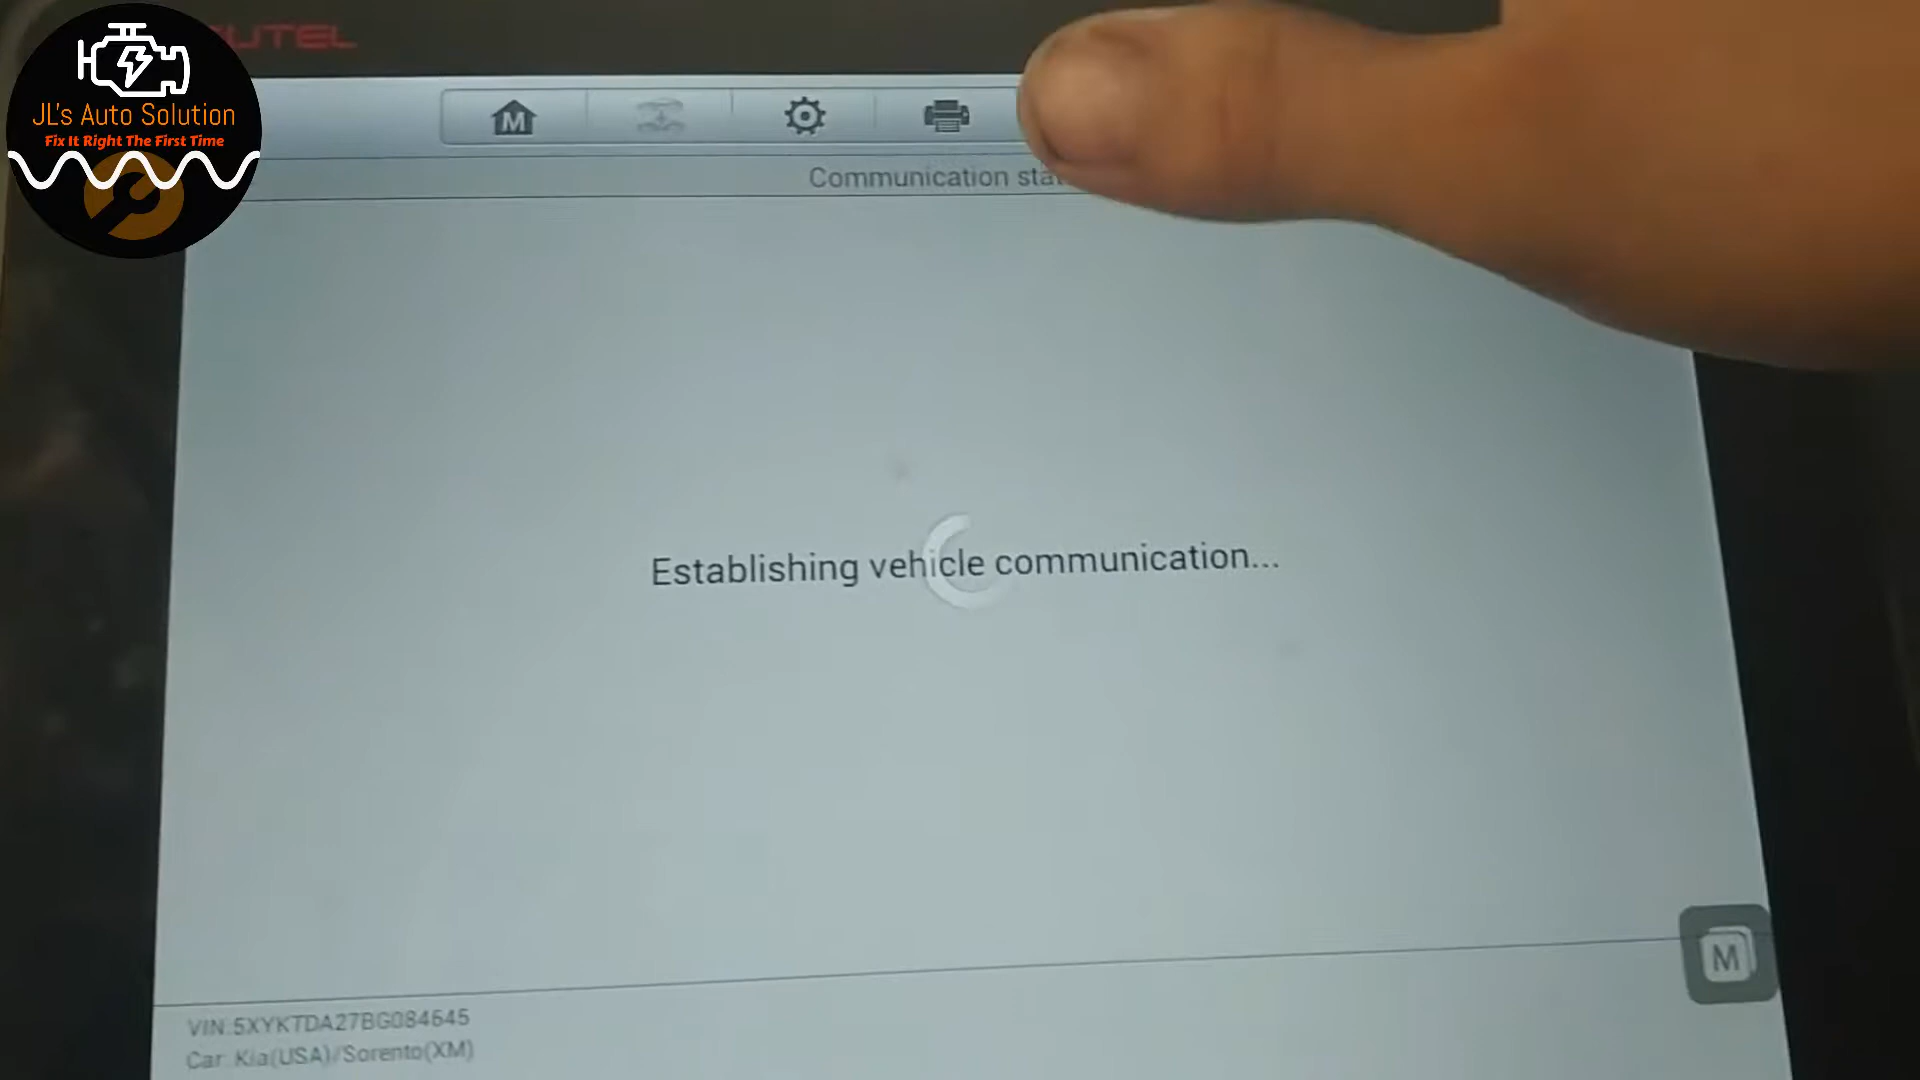 JL's Auto Solution
Fix It Right The First Time
M
Communication
Establishing vehicle communication...
M
VIN:5XYKTDA27BG084645
Car: Kia(USA)/Sorento(XM)